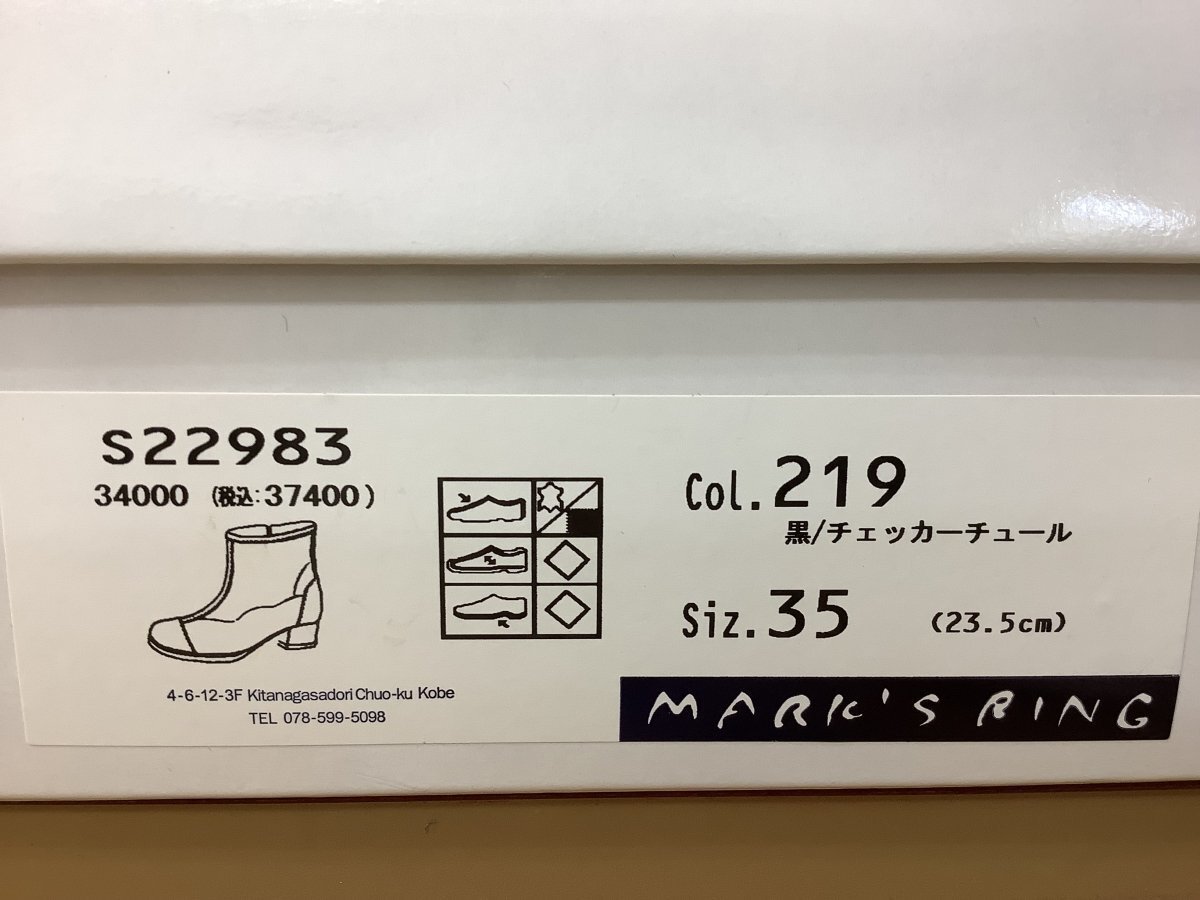 S22983
34000 (税込:37400)
4-6-12-3F Kitanagasadori Chuo-ku Kobe
TEL 078-599-5098
Col.219
黒/チェッカーチュール
Siz.35 (23.5cm)
MARK'S RING